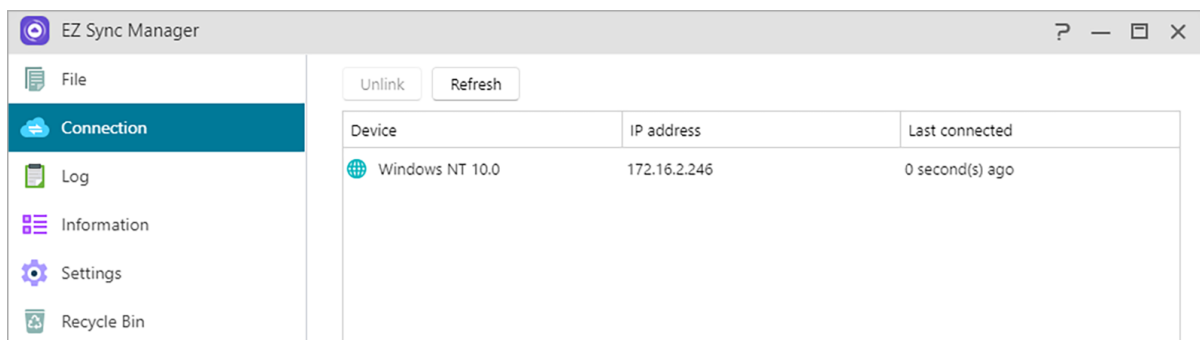 EZ Sync Manager
File
Connection
Log
Information
Settings
Recycle Bin
Unlink Refresh
Device IP address Last connected
Windows NT 10.0 172.16.2.246 0 second(s) ago